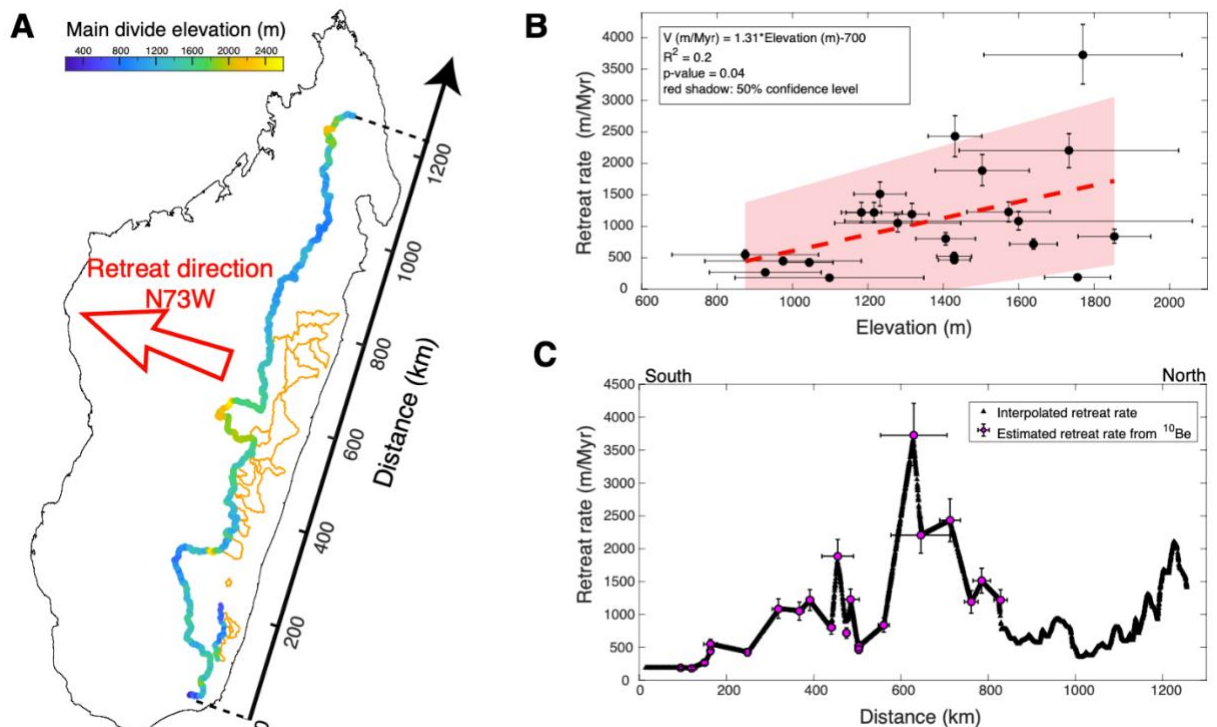 A
Main divide elevation (m)
400 1200 1600 2000 2400
Retreat direction
N73W
Distance (km)
0
200
400
600
800
1000
1200
B
V (m/Myr) = 1.31*Elevation (m)-700
R² = 0.2
p-value = 0.04
red shadow: 50% confidence level
Retreat rate (m/Myr)
4000
3500
3000
2500
2000
1500
1000
500
0
600 800 1000 1200 1400 1600 1800 2000
Elevation (m)
C
South North
Interpolated retreat rate
Estimated retreat rate from ¹⁰Be
Retreat rate (m/Myr)
4500
4000
3500
3000
2500
2000
1500
1000
500
0
0 200 400 600 800 1000 1200
Distance (km)